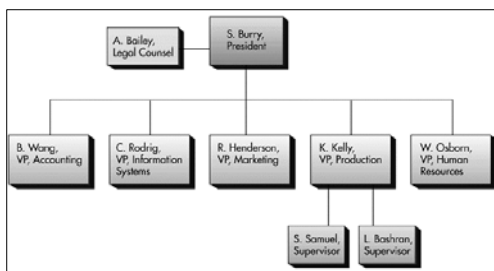 A. Bailey,
Legal Counsel
S. Burry,
President
B. Wang,
VP, Accounting
C. Rodrig,
VP, Information
Systems
R. Henderson,
VP, Marketing
K. Kelly,
VP, Production
W. Osborn,
VP, Human
Resources
S. Samuel,
Supervisor
L. Bashran,
Supervisor